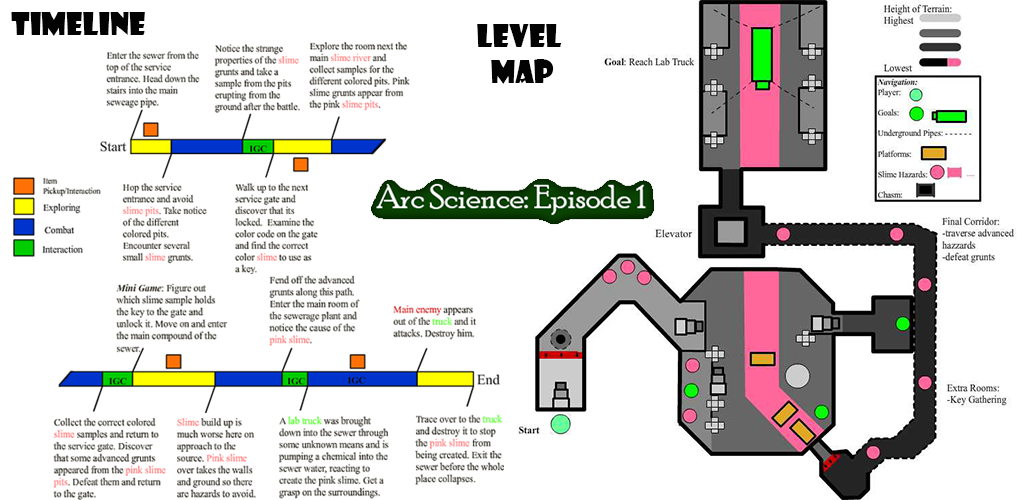 TIMELINE
Enter the sewer from the
top of the service
entrance. Head down the
stairs into the main
seweage pipe.
Notice the strange
properties of the slime
grunts and take a
sample from the pits
erupting from the
ground after the battle.
Explore the room next the
main slime river and
collect samples for the
different colored pits. Pink
slime grunts appear from
the pink slime pits.
Start
IGC
Item
Pickup/Interaction
Exploring
Combat
Interaction
Hop the service
entrance and avoid
slime pits. Take notice
of the different
colored pits.
Encounter several
small slime grunts.
Walk up to the next
service gate and
discover that its
locked. Examine the
color code on the gate
and find the correct
color slime to use as
a key.
Mini Game: Figure out
which slime sample holds
the key to the gate and
unlock it. Move on and enter
the main compound of the
sewer.
Fend off the advanced
grunts along this path.
Enter the main room of
the sewerage plant and
notice the cause of the
pink slime.
Main enemy appears
out of the truck and it
attacks. Destroy him.
IGC
IGC
IGC
End
Collect the correct colored
slime samples and return to
the service gate. Discover
that some advanced grunts
appeared from the pink slime
pits. Defeat them and return
to the gate.
Slime build up is
much worse here on
approach to the
source. Pink slime
over takes the walls
and ground so there
are hazards to avoid.
A lab truck was brought
down into the sewer through
some unknown means and is
pumping a chemical into the
sewer water, reacting to
create the pink slime. Get a
grasp on the surroundings.
Trace over to the truck
and destroy it to stop
the pink slime from
being created. Exit the
sewer before the whole
place collapses.
Arc Science: Episode 1
LEVEL
MAP
Goal: Reach Lab Truck
Elevator
Start
Height of Terrain:
Highest
Lowest
Navigation:
Player:
Goals:
Underground Pipes:
Platforms:
Slime Hazards:
Chasm:
Final Corridor:
-traverse advanced
hazzards
-defeat grunts
Extra Rooms:
-Key Gathering